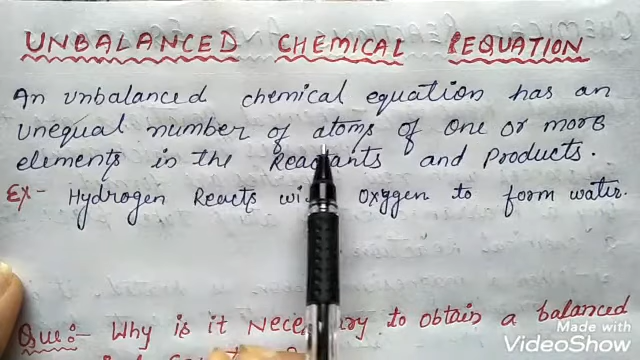 UNBALANCED CHEMICAL EQUATION
An unbalanced chemical equation has an
unequal number of atoms of one or more
elements in the Reactants and Products.
Ex- Hydrogen Reacts with Oxygen to form water.
Que:- Why is it Necessary to obtain a balanced
Made with
VideoShow